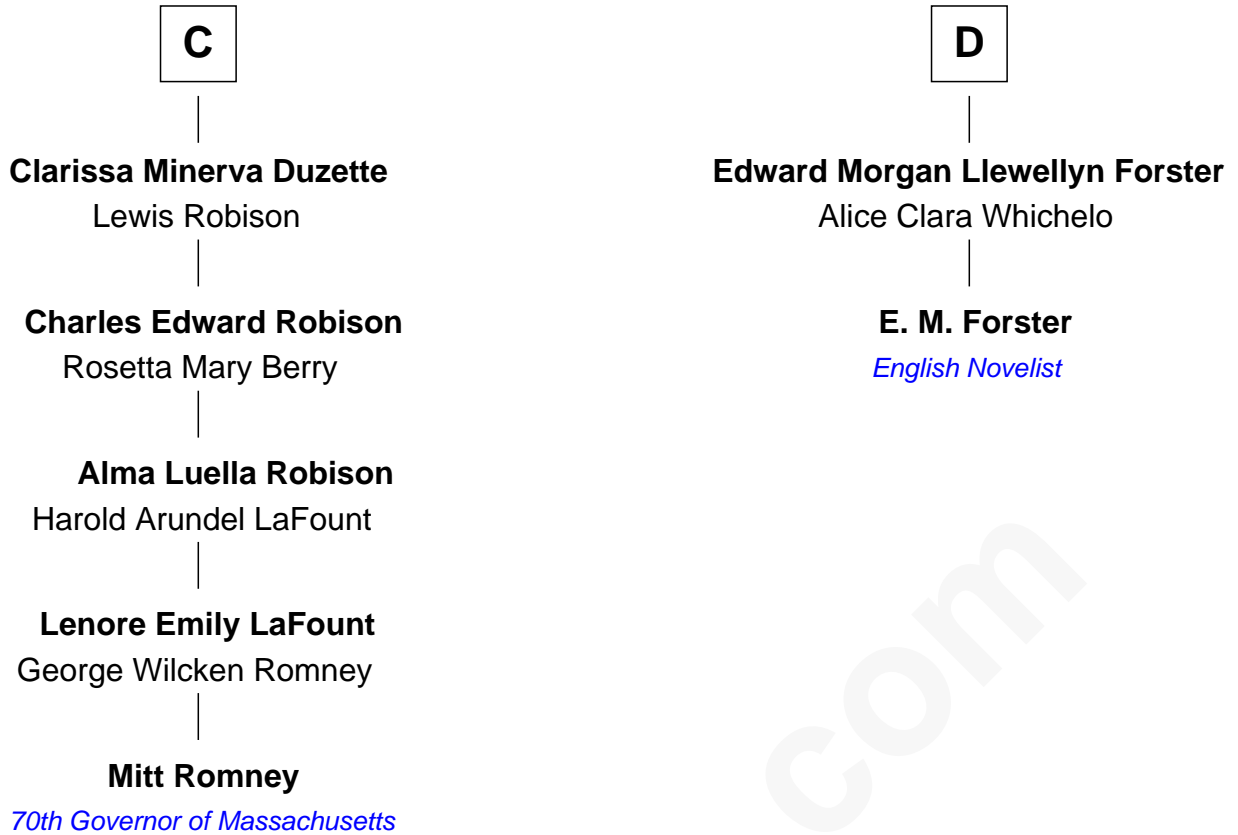 C
Clarissa Minerva Duzette
Lewis Robison
Charles Edward Robison
Rosetta Mary Berry
Alma Luella Robison
Harold Arundel LaFount
Lenore Emily LaFount
George Wilcken Romney
Mitt Romney
70th Governor of Massachusetts
D
Edward Morgan Llewellyn Forster
Alice Clara Whichelo
E. M. Forster
English Novelist
com